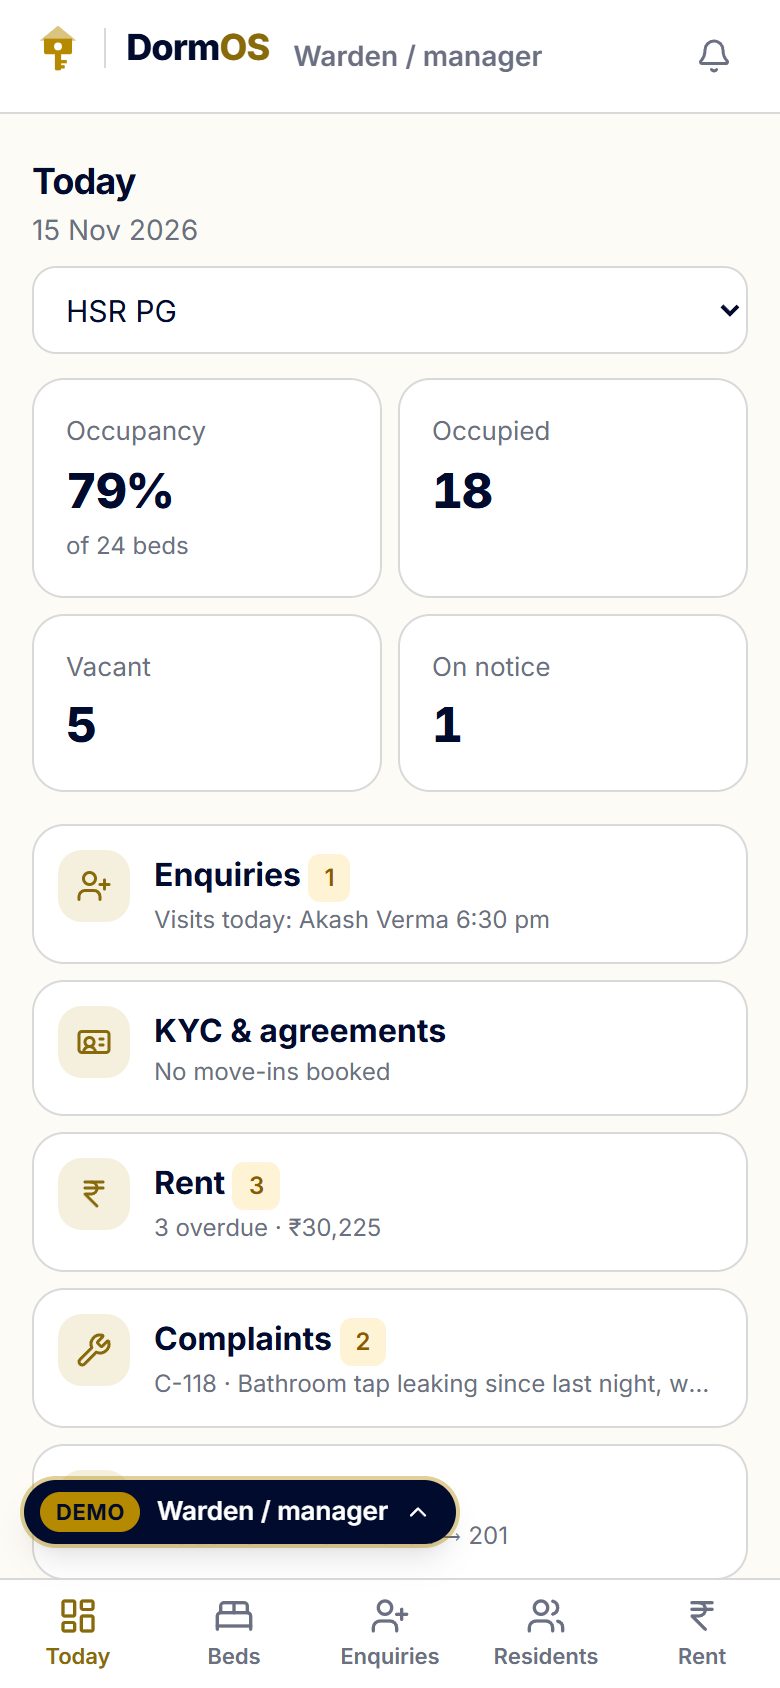 DormOS
Warden / manager
Today
15 Nov 2026
HSR PG
Occupancy
79%
of 24 beds
Occupied
18
Vacant
5
On notice
1
Enquiries 1
Visits today: Akash Verma 6:30 pm
KYC & agreements
No move-ins booked
Rent 3
3 overdue · ₹30,225
Complaints 2
C-118 · Bathroom tap leaking since last night, w...
→ 201
DEMO Warden / manager
Today
Beds
Enquiries
Residents
Rent